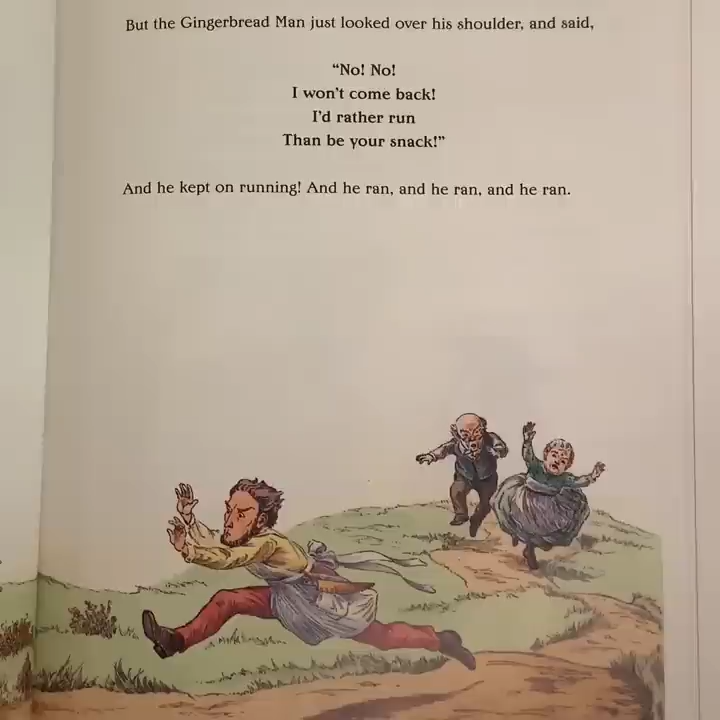 But the Gingerbread Man just looked over his shoulder, and said,
“No! No!
I won’t come back!
I’d rather run
Than be your snack!”
And he kept on running! And he ran, and he ran, and he ran.